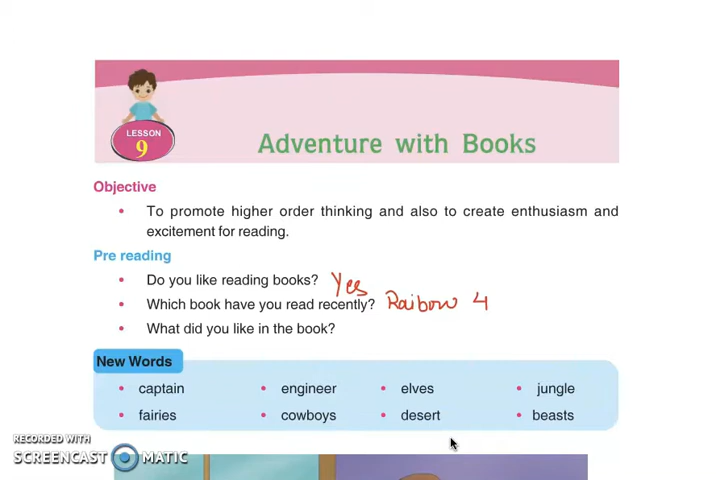 LESSON
9
Adventure with Books
Objective
• To promote higher order thinking and also to create enthusiasm and
excitement for reading.
Pre reading
• Do you like reading books? Yes
• Which book have you read recently? Raibow 4
• What did you like in the book?
New Words
• captain • engineer • elves • jungle
• fairies • cowboys • desert • beasts
RECORDED WITH
SCREENCAST MATIC